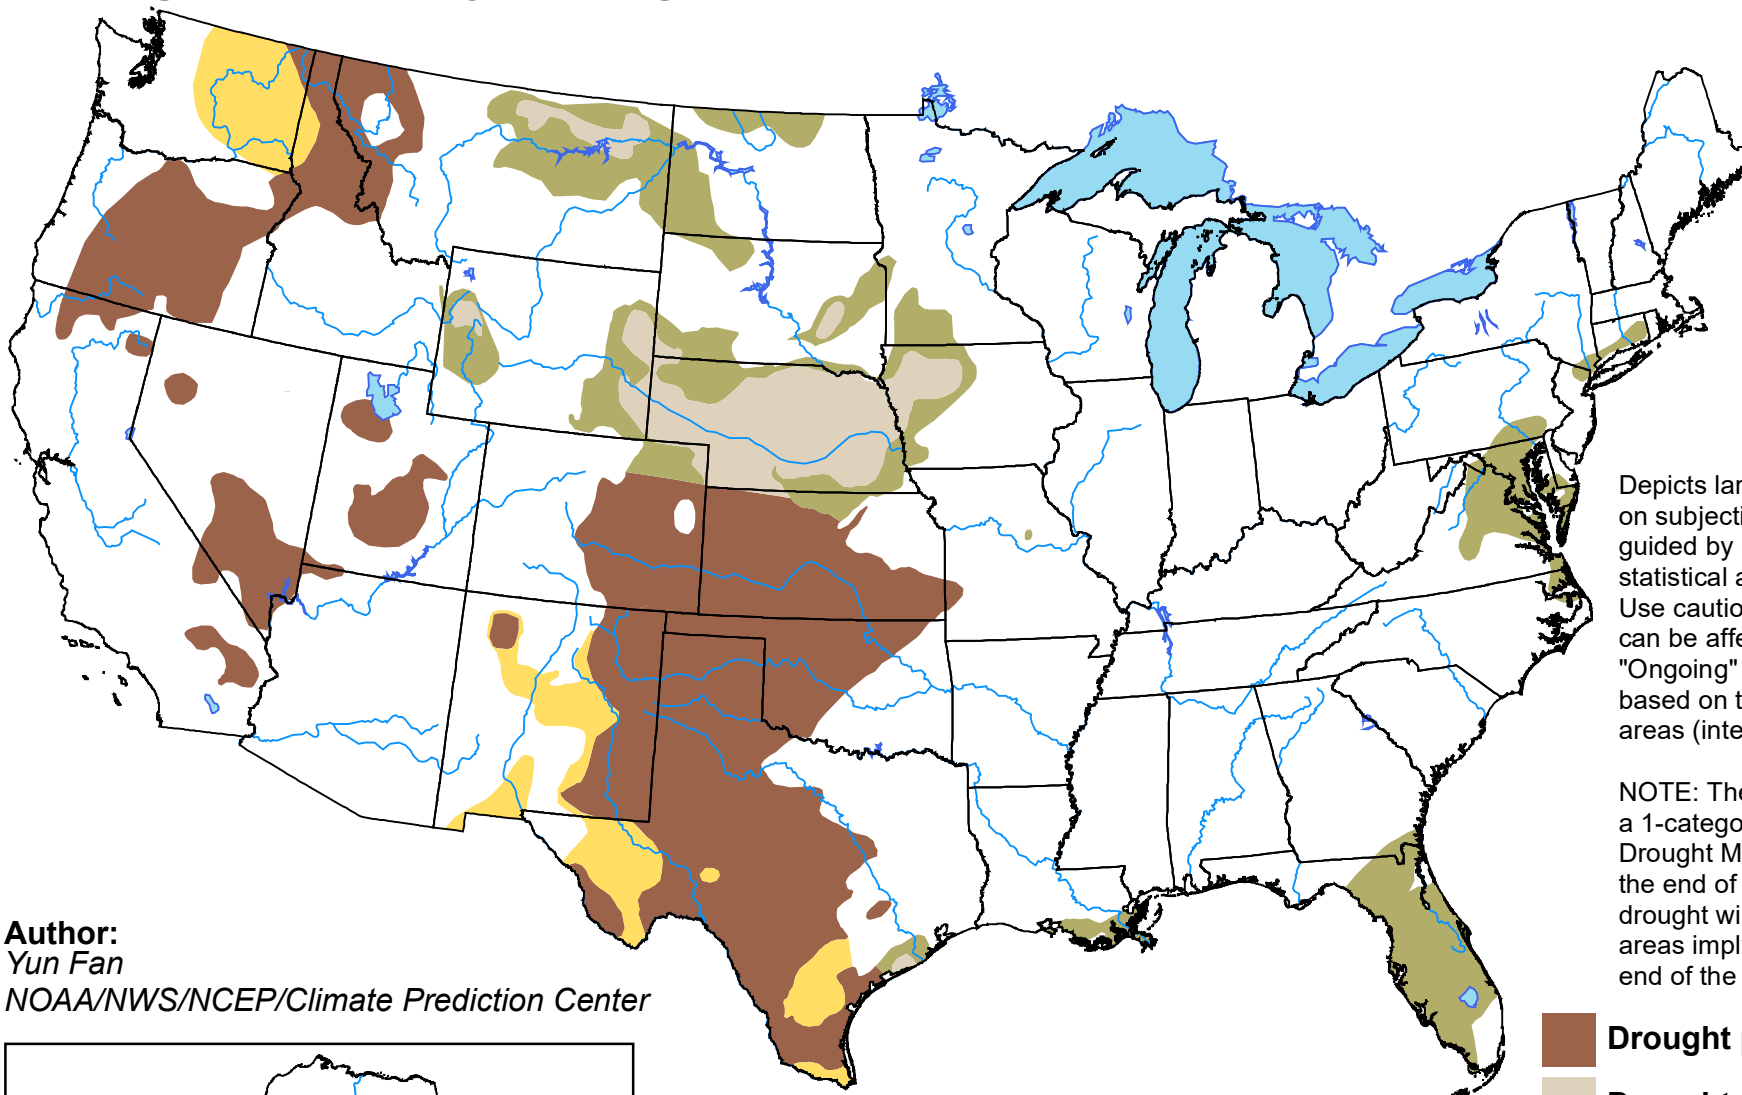 Depicts lar
on subjecti
guided by
statistical a
Use cautio
can be affe
"Ongoing"
based on t
areas (inte
NOTE: The
a 1-catego
Drought M
the end of
drought wi
areas impl
end of the
Author:
Yun Fan
NOAA/NWS/NCEP/Climate Prediction Center
Drought